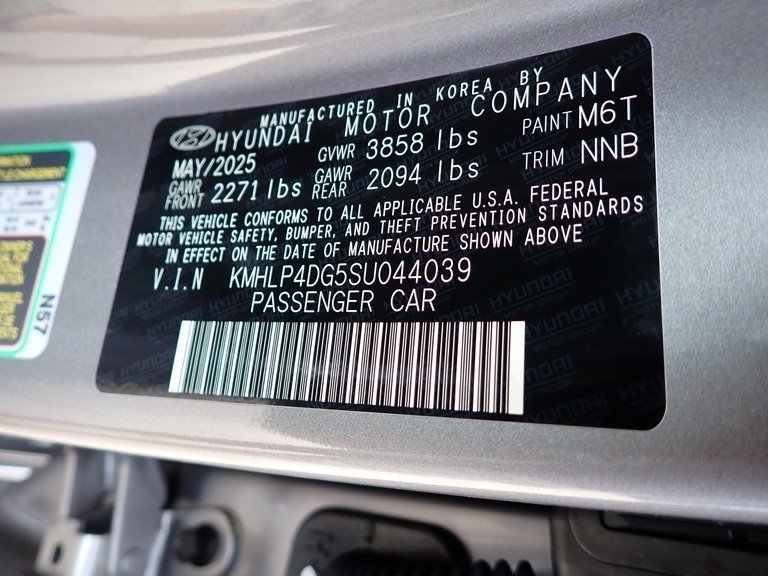 MANUFACTURED IN KOREA BY
HYUNDAI MOTOR COMPANY
MAY/2025 GVWR 3858 lbs PAINT M6T
GAWR FRONT 2271 lbs GAWR REAR 2094 lbs TRIM NNB
THIS VEHICLE CONFORMS TO ALL APPLICABLE U.S.A. FEDERAL
MOTOR VEHICLE SAFETY, BUMPER, AND THEFT PREVENTION STANDARDS
IN EFFECT ON THE DATE OF MANUFACTURE SHOWN ABOVE
V.I.N KMHLP4DG5SU044039
PASSENGER CAR
N57